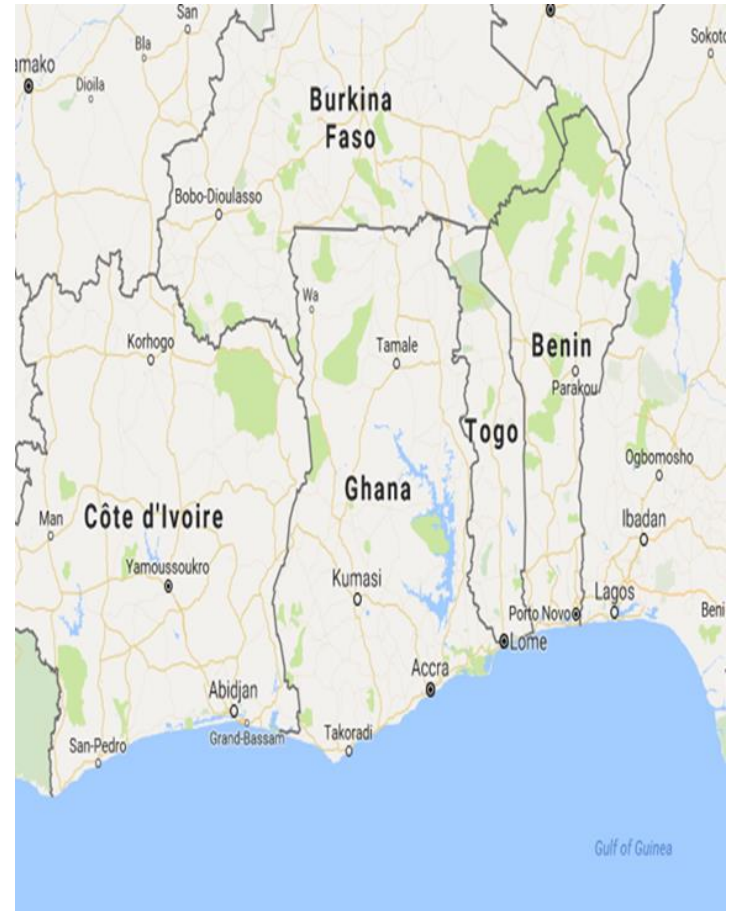 San
Bla
Sokoto
amako
Dioila
Burkina
Faso
Bobo-Dioulasso
Wa
Korhogo
Tamale
Benin
Parakou
Togo
Ogbomosho
Ghana
Côte d'Ivoire
Man
Ibadan
Yamoussoukro
Kumasi
Lagos
Porto Novo
Beni
Lome
Accra
Abidjan
Grand-Bassam
Takoradi
San-Pedro
Gulf of Guinea